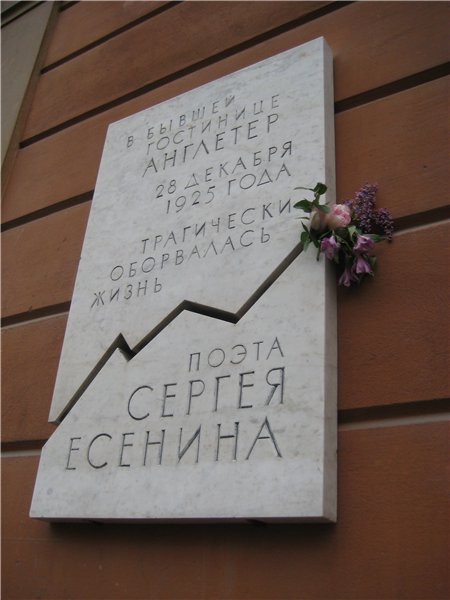 В БЫВШЕЙ
ГОСТИНИЦЕ
АНГЛЕТЕР
28 ДЕКАБРЯ
1925 ГОДА
ТРАГИЧЕСКИ
ОБОРВАЛАСЬ
ЖИЗНЬ
ПОЭТА
СЕРГЕЯ
ЕСЕНИНА